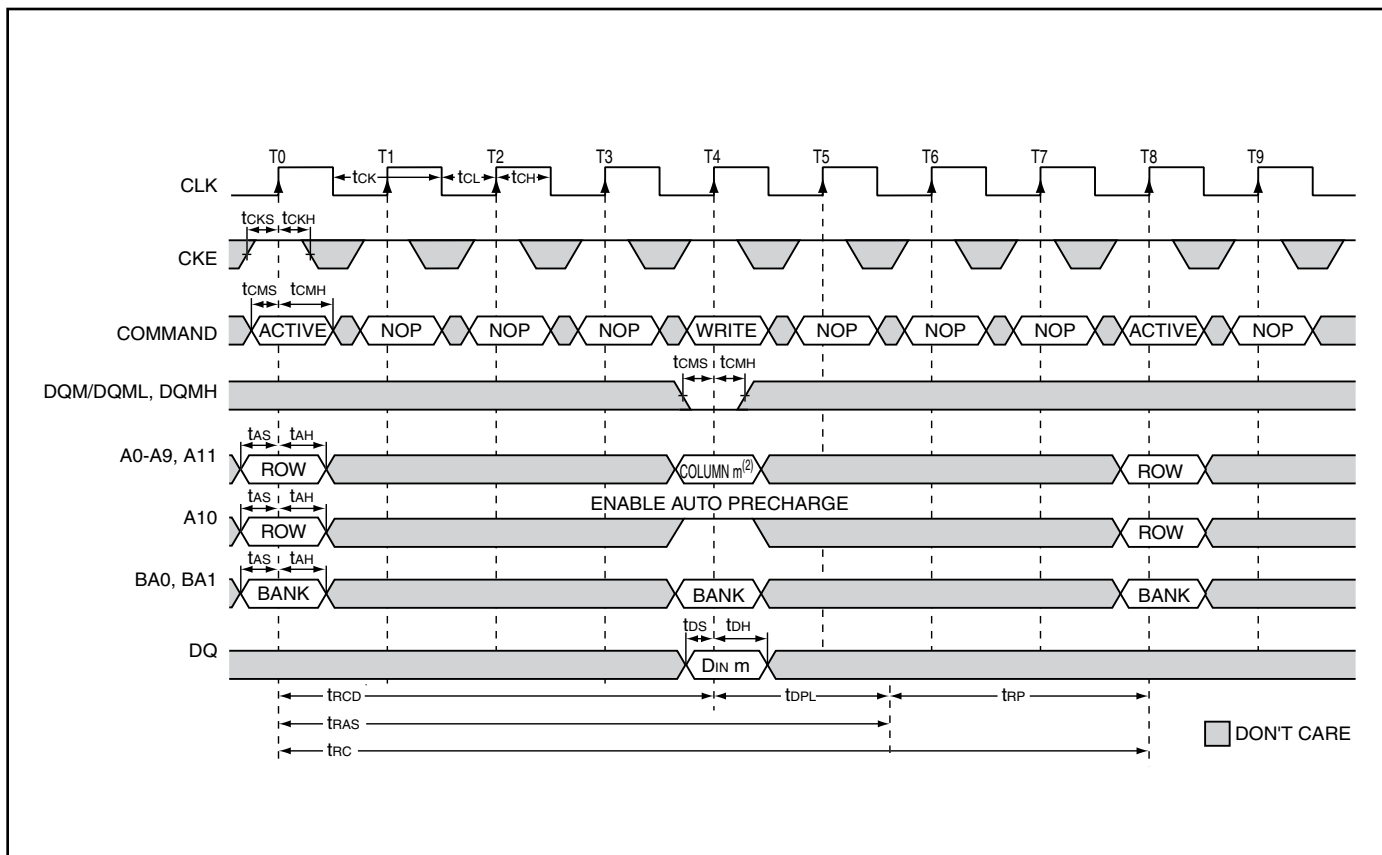 T0 T1 T2 T3 T4 T5 T6 T7 T8 T9
CLK
tCK tCL tCH
tCKS tCKH
CKE
tCMS tCMH
COMMAND ACTIVE NOP NOP NOP WRITE NOP NOP NOP ACTIVE NOP
tCMS tCMH
DQM/DQML, DQMH
tAS tAH
A0-A9, A11 ROW COLUMN m(2) ROW
tAS tAH ENABLE AUTO PRECHARGE
A10 ROW ROW
tAS tAH
BA0, BA1 BANK BANK BANK
tDS tDH
DQ DIN m
tRCD tDPL tRP
tRAS
DON'T CARE
tRC